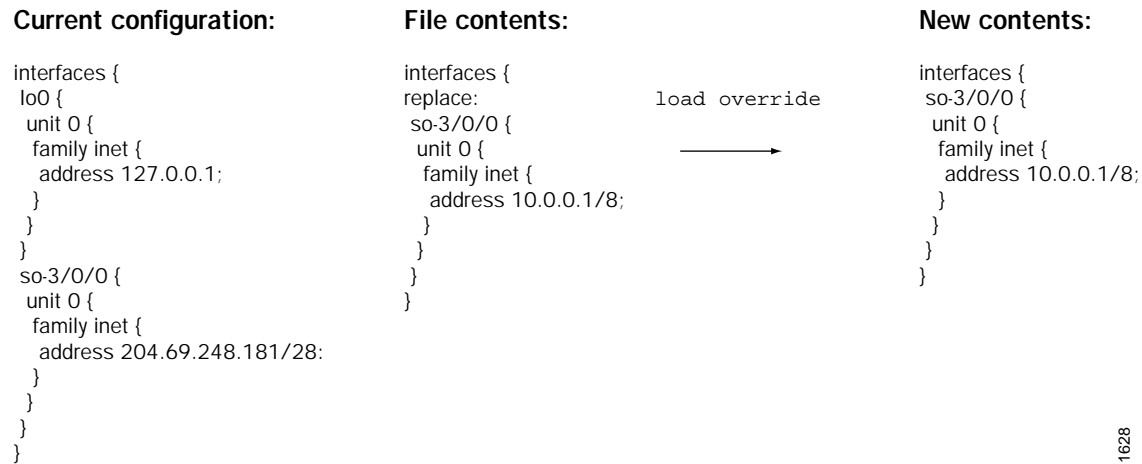 Current configuration:
interfaces {
lo0 {
unit 0 {
family inet {
address 127.0.0.1;
}
}
}
so-3/0/0 {
unit 0 {
family inet {
address 204.69.248.181/28:
}
}
}
}
File contents:
interfaces {
replace:
so-3/0/0 {
unit 0 {
family inet {
address 10.0.0.1/8;
}
}
}
}
load override
New contents:
interfaces {
so-3/0/0 {
unit 0 {
family inet {
address 10.0.0.1/8;
}
}
}
}
1628